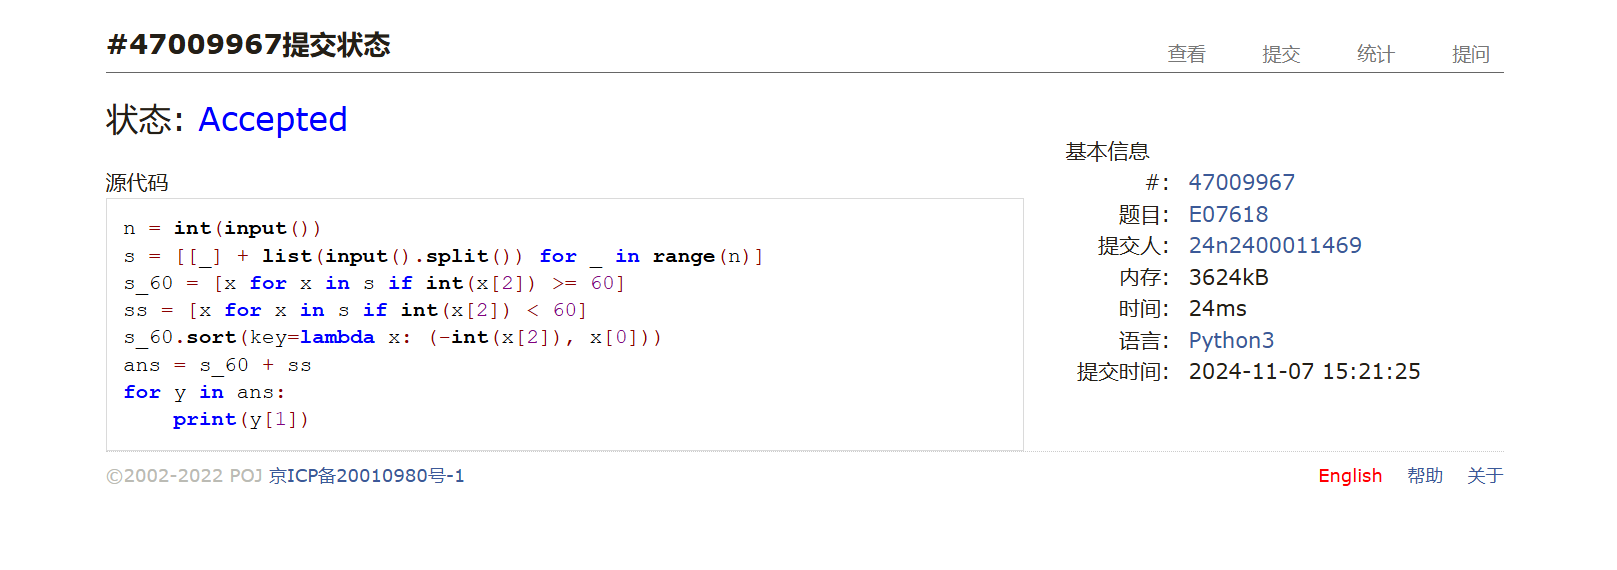 #47009967提交状态
查看 提交 统计 提问
状态: Accepted
源代码
n = int(input())
s = [[_] + list(input().split()) for _ in range(n)]
s_60 = [x for x in s if int(x[2]) >= 60]
ss = [x for x in s if int(x[2]) < 60]
s_60.sort(key=lambda x: (-int(x[2]), x[0]))
ans = s_60 + ss
for y in ans:
    print(y[1])
基本信息
#: 47009967
题目: E07618
提交人: 24n2400011469
内存: 3624kB
时间: 24ms
语言: Python3
提交时间: 2024-11-07 15:21:25
©2002-2022 POJ 京ICP备20010980号-1
English 帮助 关于